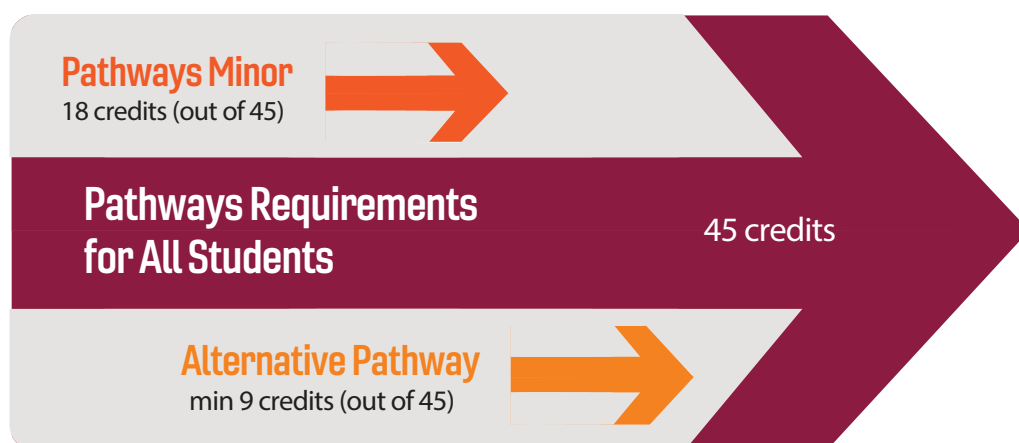 Pathways Minor
18 credits (out of 45)
Pathways Requirements
for All Students
45 credits
Alternative Pathway
min 9 credits (out of 45)